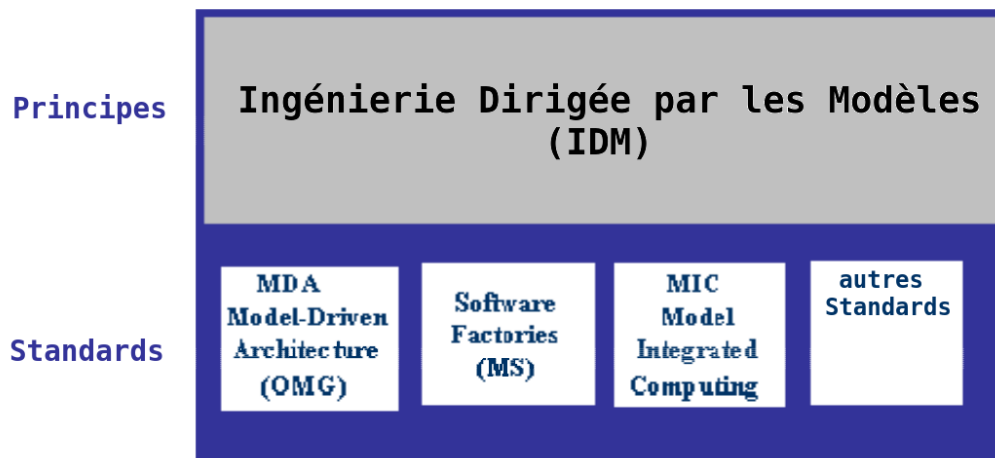 Principes
Ingénierie Dirigée par les Modèles
(IDM)
Standards
MDA
Model-Driven
Architecture
(OMG)
Software
Factories
(MS)
MIC
Model
Integrated
Computing
autres
Standards